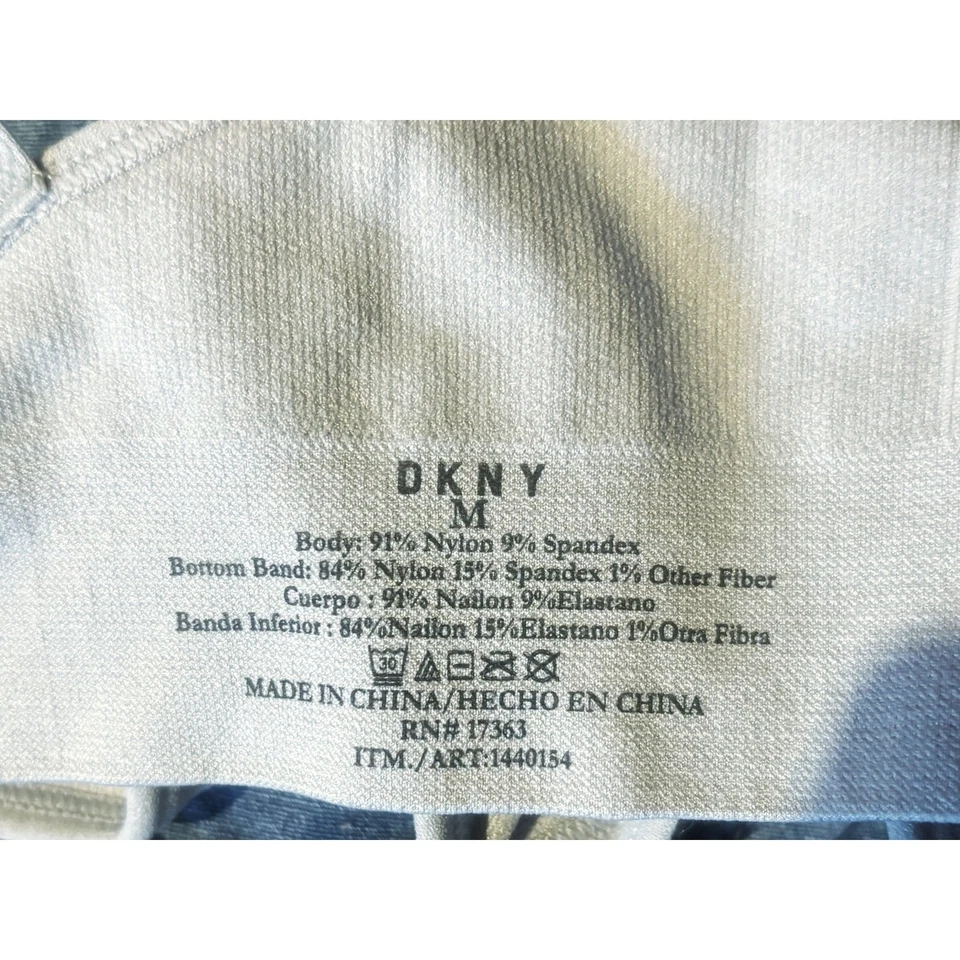 DKNY
M
Body: 91% Nylon 9% Spandex
Bottom Band: 84% Nylon 15% Spandex 1% Other Fiber
Cuerpo : 91% Nailon 9%Elastano
Banda Inferior : 84%Nailon 15%Elastano 1%Otra Fibra
30
MADE IN CHINA/HECHO EN CHINA
RN# 17363
ITM./ART:1440154